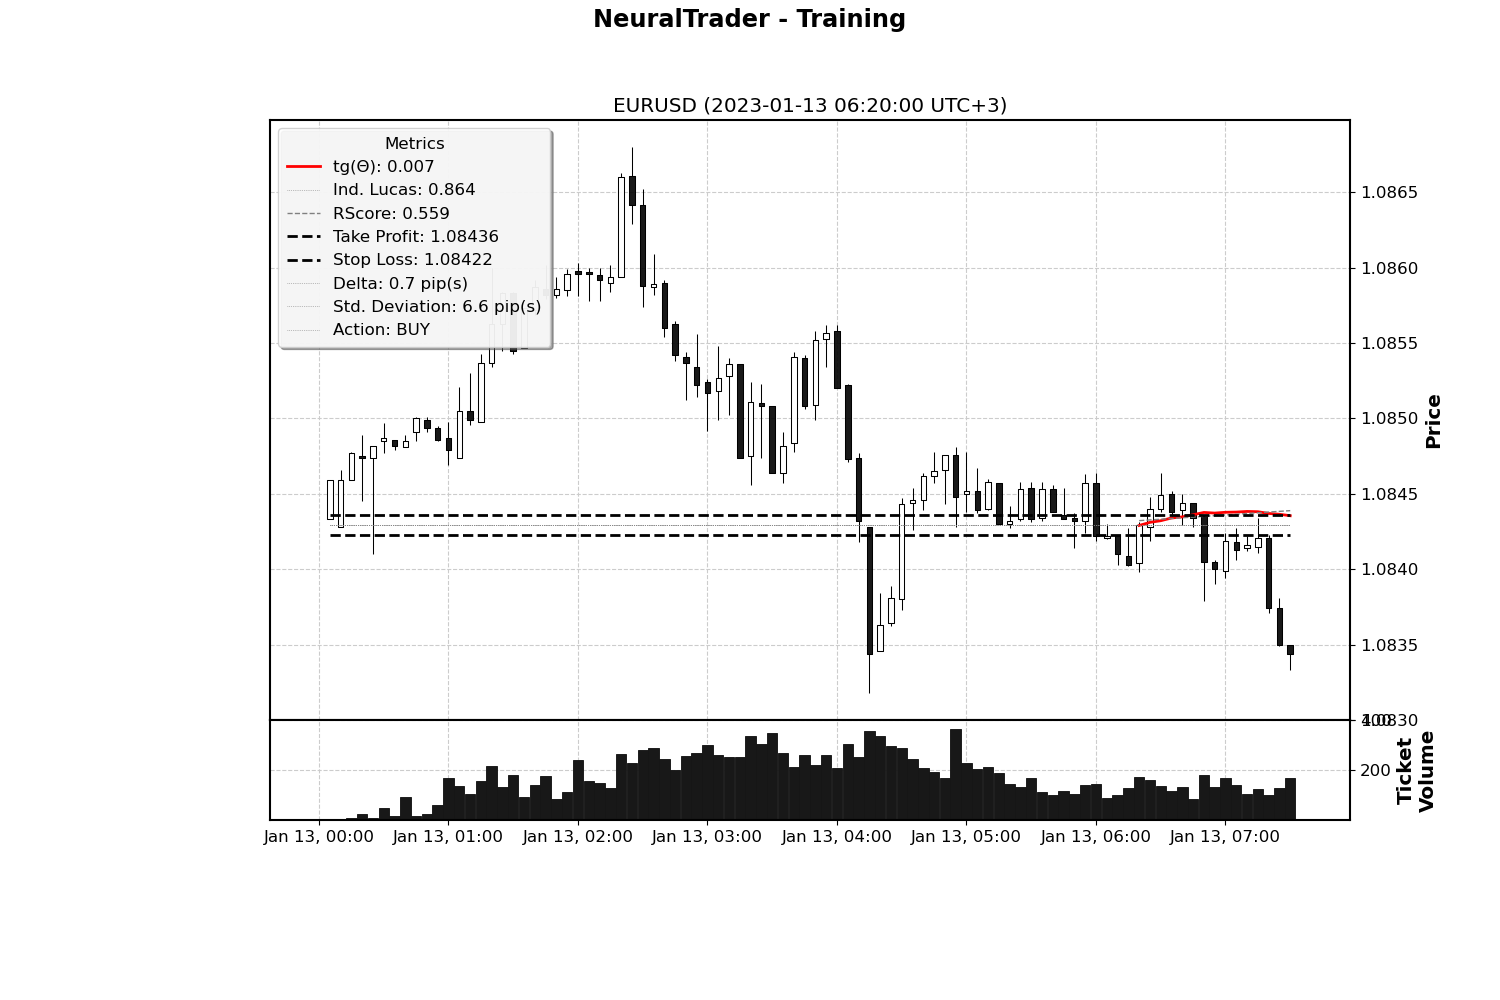 NeuralTrader - Training
EURUSD (2023-01-13 06:20:00 UTC+3)
Metrics
tg(Θ): 0.007
Ind. Lucas: 0.864
RScore: 0.559
Take Profit: 1.08436
Stop Loss: 1.08422
Delta: 0.7 pip(s)
Std. Deviation: 6.6 pip(s)
Action: BUY
1.0865
1.0860
1.0855
1.0850
1.0845
1.0840
1.0835
1.0830
Price
400
200
Ticket
Volume
Jan 13, 00:00 Jan 13, 01:00 Jan 13, 02:00 Jan 13, 03:00 Jan 13, 04:00 Jan 13, 05:00 Jan 13, 06:00 Jan 13, 07:00